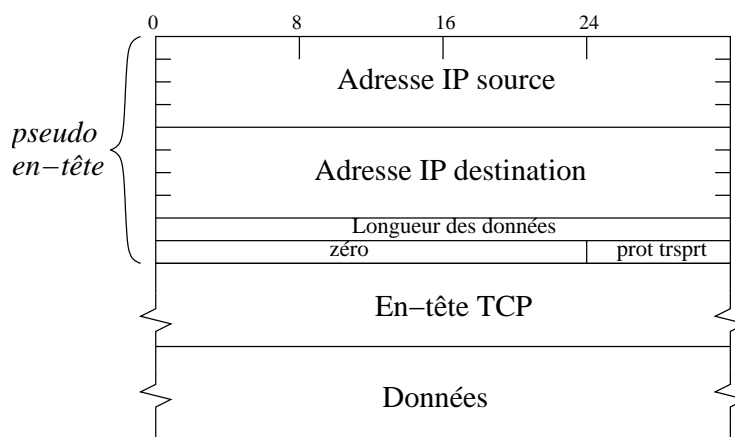 0 8 16 24
Adresse IP source
pseudo
en−tête
Adresse IP destination
Longueur des données
zéro prot trsprt
En−tête TCP
Données